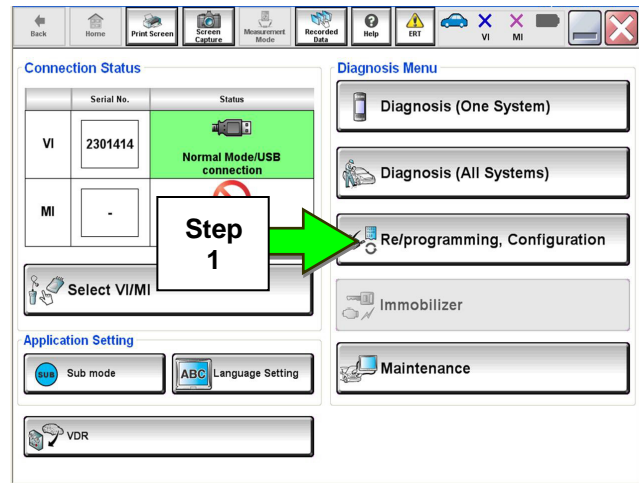 Back
Home
Print Screen
Screen
Capture
Measurement
Mode
Recorded
Data
Help
ERT
VI
MI
Connection Status
Serial No.
Status
VI
2301414
Normal Mode/USB
connection
MI
-
Step
1
Select VI/MI
Application Setting
SUB
Sub mode
ABC
Language Setting
VDR
Diagnosis Menu
Diagnosis (One System)
Diagnosis (All Systems)
Re/programming, Configuration
Immobilizer
Maintenance